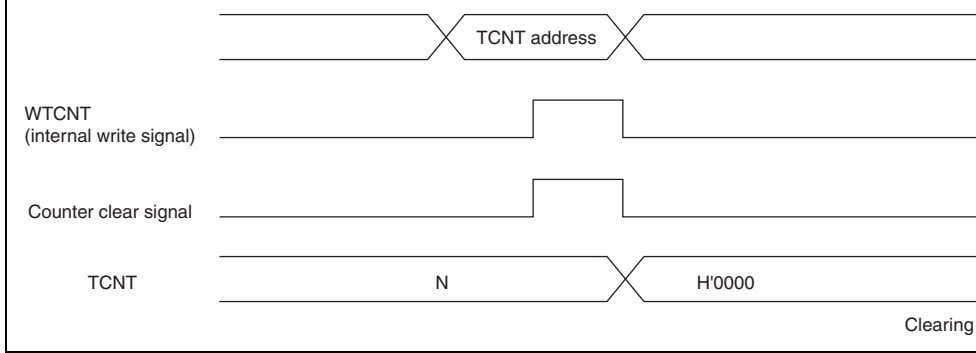 TCNT address
WTCNT
(internal write signal)
Counter clear signal
TCNT N H'0000
Clearing